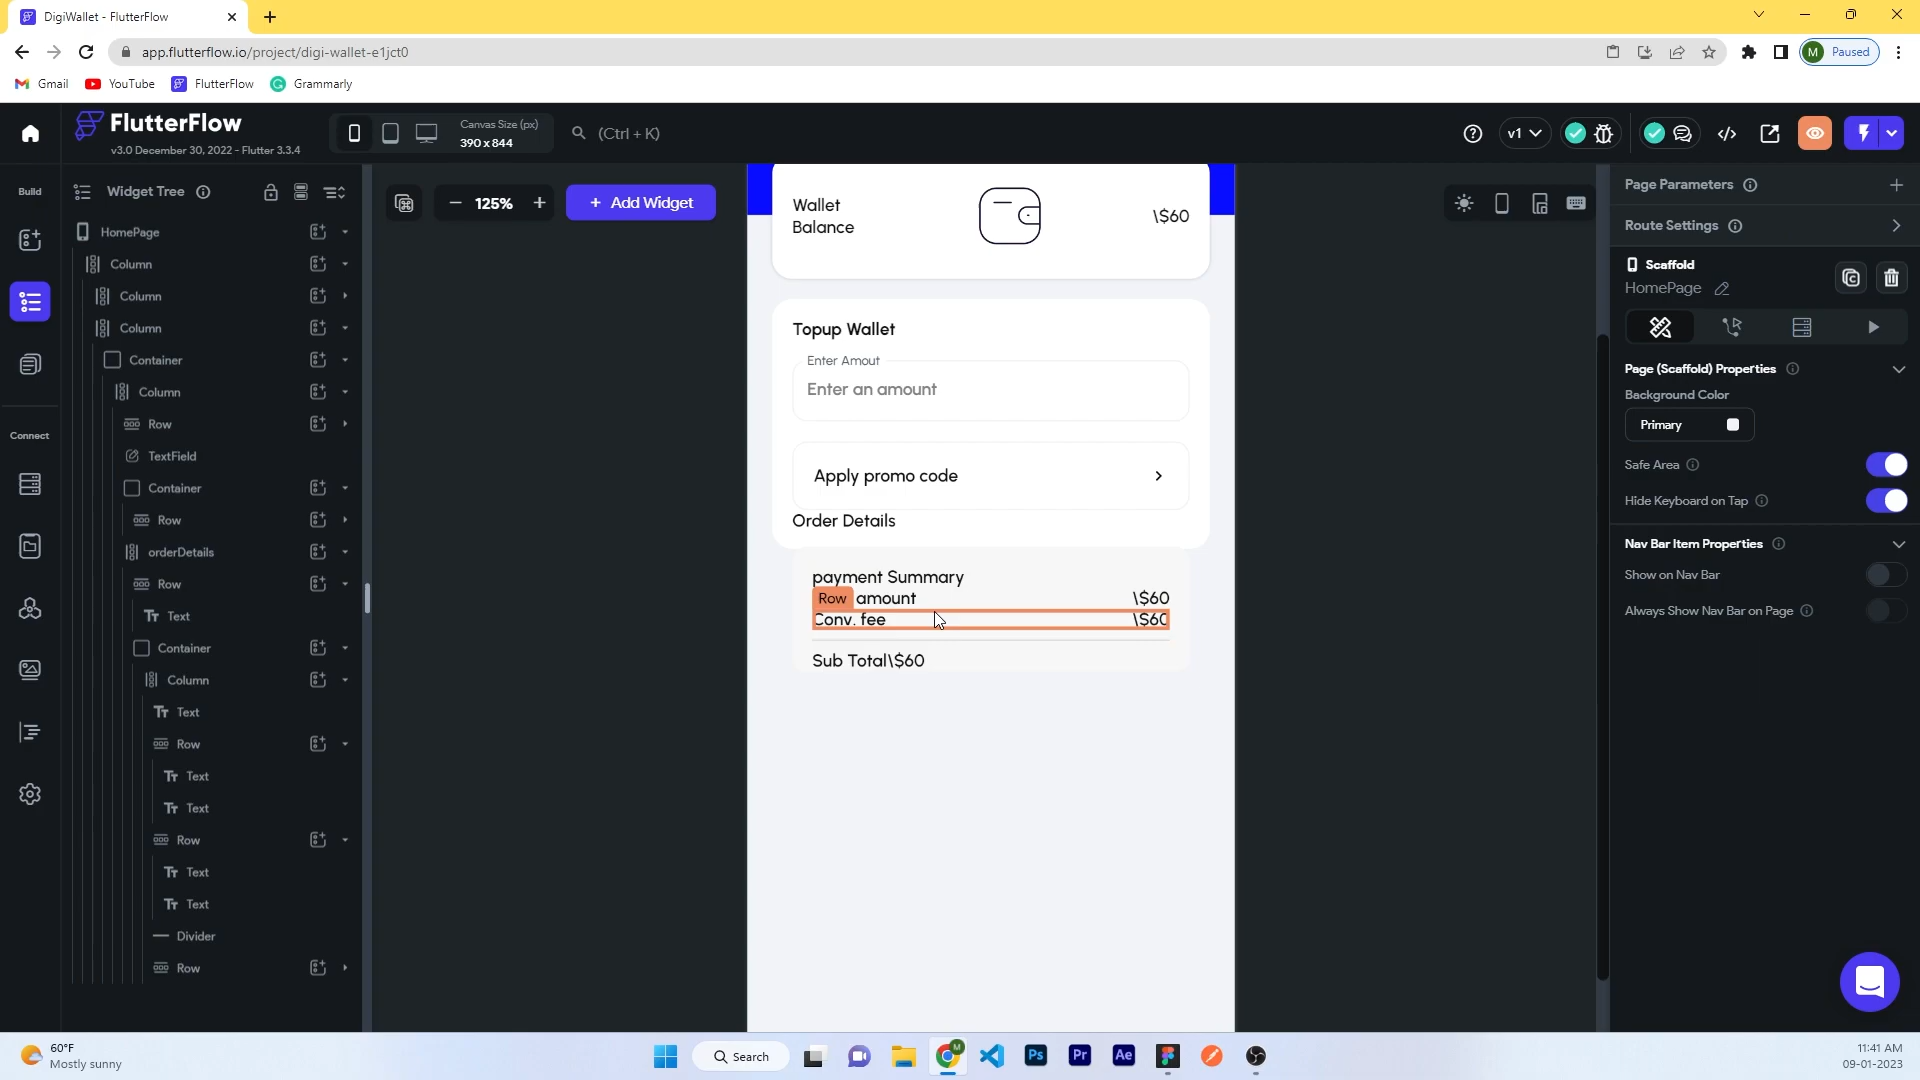 DigiWallet - FlutterFlow
app.flutterflow.io/project/digi-wallet-e1jct0
M Paused
Gmail YouTube FlutterFlow Grammarly
FlutterFlow
v3.0 December 30, 2022 - Flutter 3.3.4
Canvas Size (px)
390 x 844
(Ctrl + K)
v1
Build
Widget Tree
125%
+ Add Widget
HomePage
Column
Column
Column
Container
Column
Row
TextField
Container
Row
orderDetails
Row
Text
Container
Column
Text
Row
Text
Text
Row
Text
Text
Divider
Row
Connect
Wallet
Balance
\$60
Topup Wallet
Enter Amout
Enter an amount
Apply promo code
Order Details
payment Summary
Row amount \$60
Conv. fee \$60
Sub Total\$60
Page Parameters
Route Settings
Scaffold
HomePage
Page (Scaffold) Properties
Background Color
Primary
Safe Area
Hide Keyboard on Tap
Nav Bar Item Properties
Show on Nav Bar
Always Show Nav Bar on Page
60°F
Mostly sunny
Search
M
Ps
Pr
Ae
11:41 AM
09-01-2023